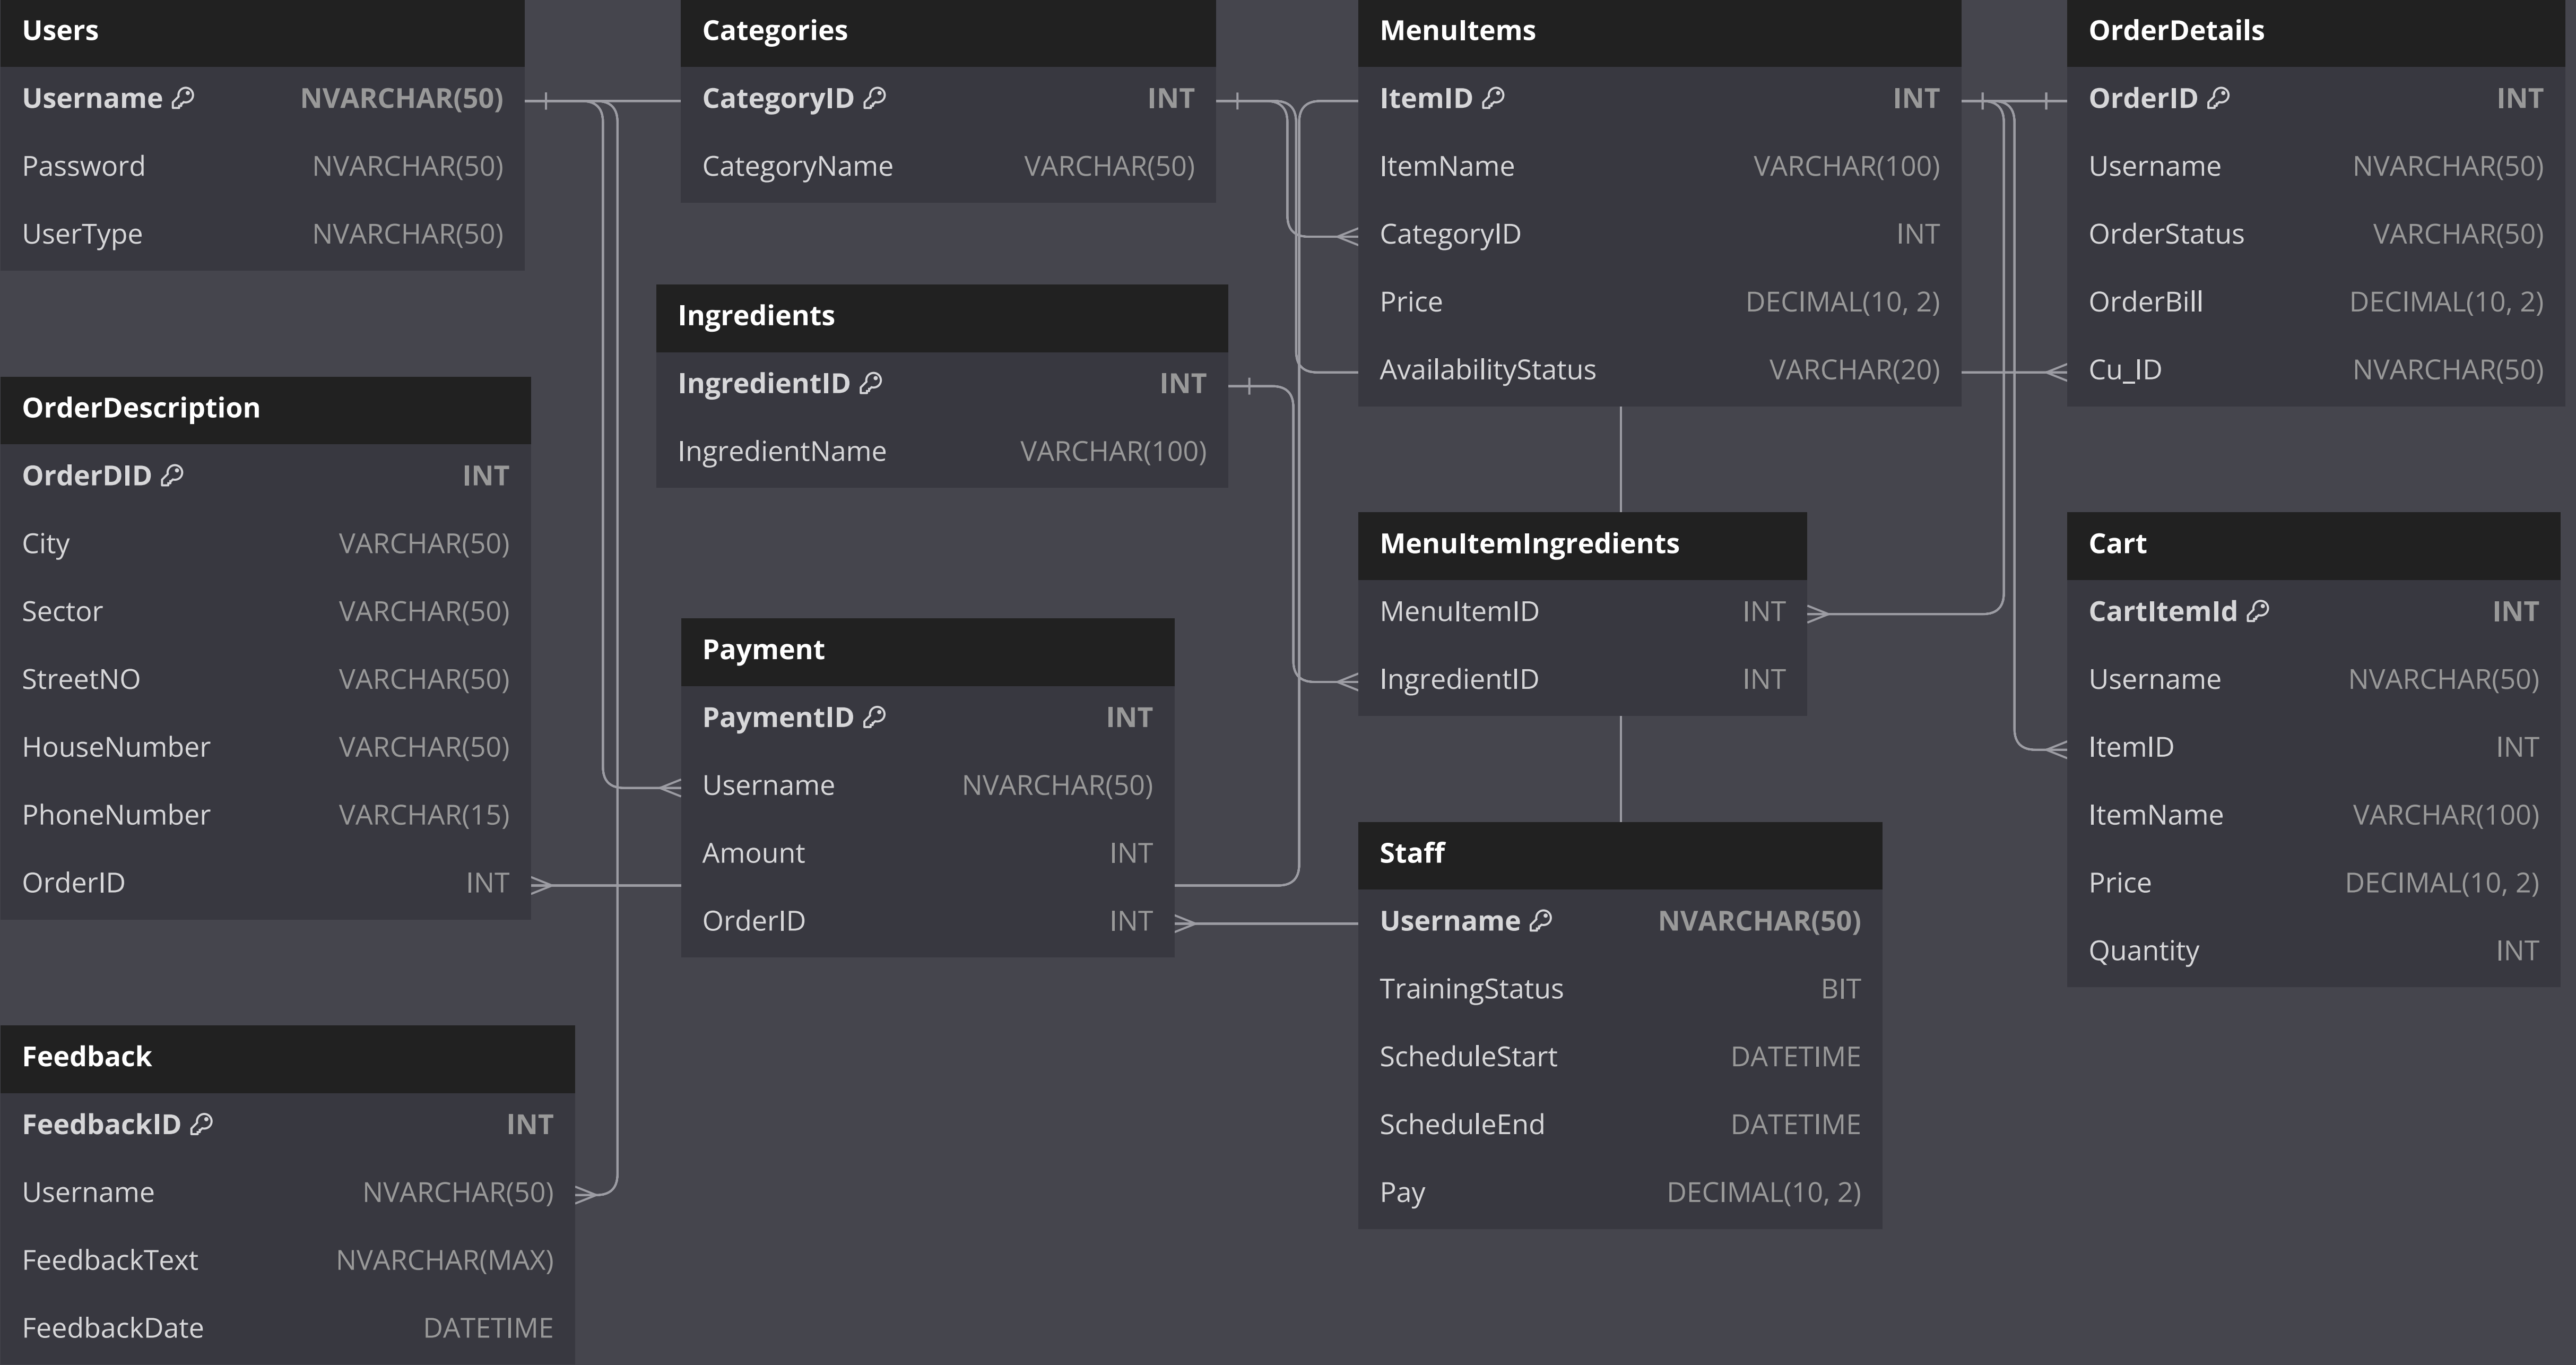 Users
Username NVARCHAR(50)
Password NVARCHAR(50)
UserType NVARCHAR(50)
Categories
CategoryID INT
CategoryName VARCHAR(50)
MenuItems
ItemID INT
ItemName VARCHAR(100)
CategoryID INT
Price DECIMAL(10, 2)
AvailabilityStatus VARCHAR(20)
OrderDetails
OrderID INT
Username NVARCHAR(50)
OrderStatus VARCHAR(50)
OrderBill DECIMAL(10, 2)
Cu_ID NVARCHAR(50)
Ingredients
IngredientID INT
IngredientName VARCHAR(100)
OrderDescription
OrderDID INT
City VARCHAR(50)
Sector VARCHAR(50)
StreetNO VARCHAR(50)
HouseNumber VARCHAR(50)
PhoneNumber VARCHAR(15)
OrderID INT
Payment
PaymentID INT
Username NVARCHAR(50)
Amount INT
OrderID INT
MenuItemIngredients
MenuItemID INT
IngredientID INT
Cart
CartItemId INT
Username NVARCHAR(50)
ItemID INT
ItemName VARCHAR(100)
Price DECIMAL(10, 2)
Quantity INT
Staff
Username NVARCHAR(50)
TrainingStatus BIT
ScheduleStart DATETIME
ScheduleEnd DATETIME
Pay DECIMAL(10, 2)
Feedback
FeedbackID INT
Username NVARCHAR(50)
FeedbackText NVARCHAR(MAX)
FeedbackDate DATETIME